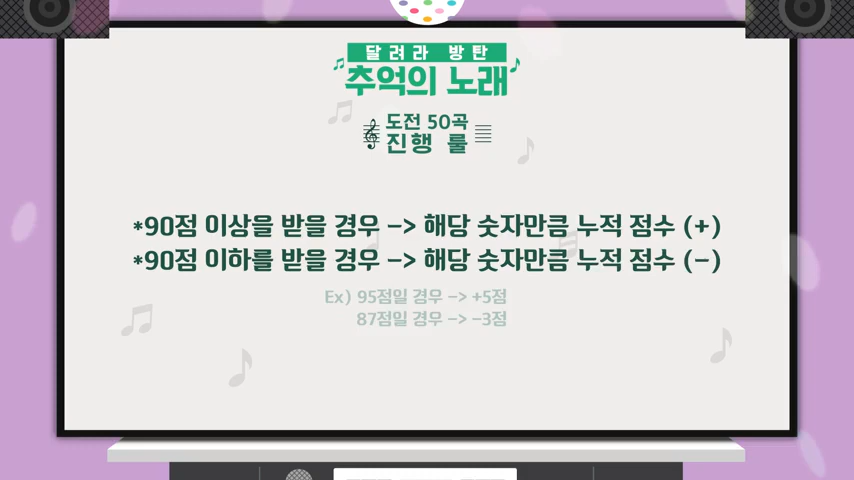 달려라 방탄
추억의 노래
도전 50곡
진행 룰
*90점 이상을 받을 경우 -> 해당 숫자만큼 누적 점수 (+)
*90점 이하를 받을 경우 -> 해당 숫자만큼 누적 점수 (-)
Ex) 95점일 경우 -> +5점
87점일 경우 -> -3점